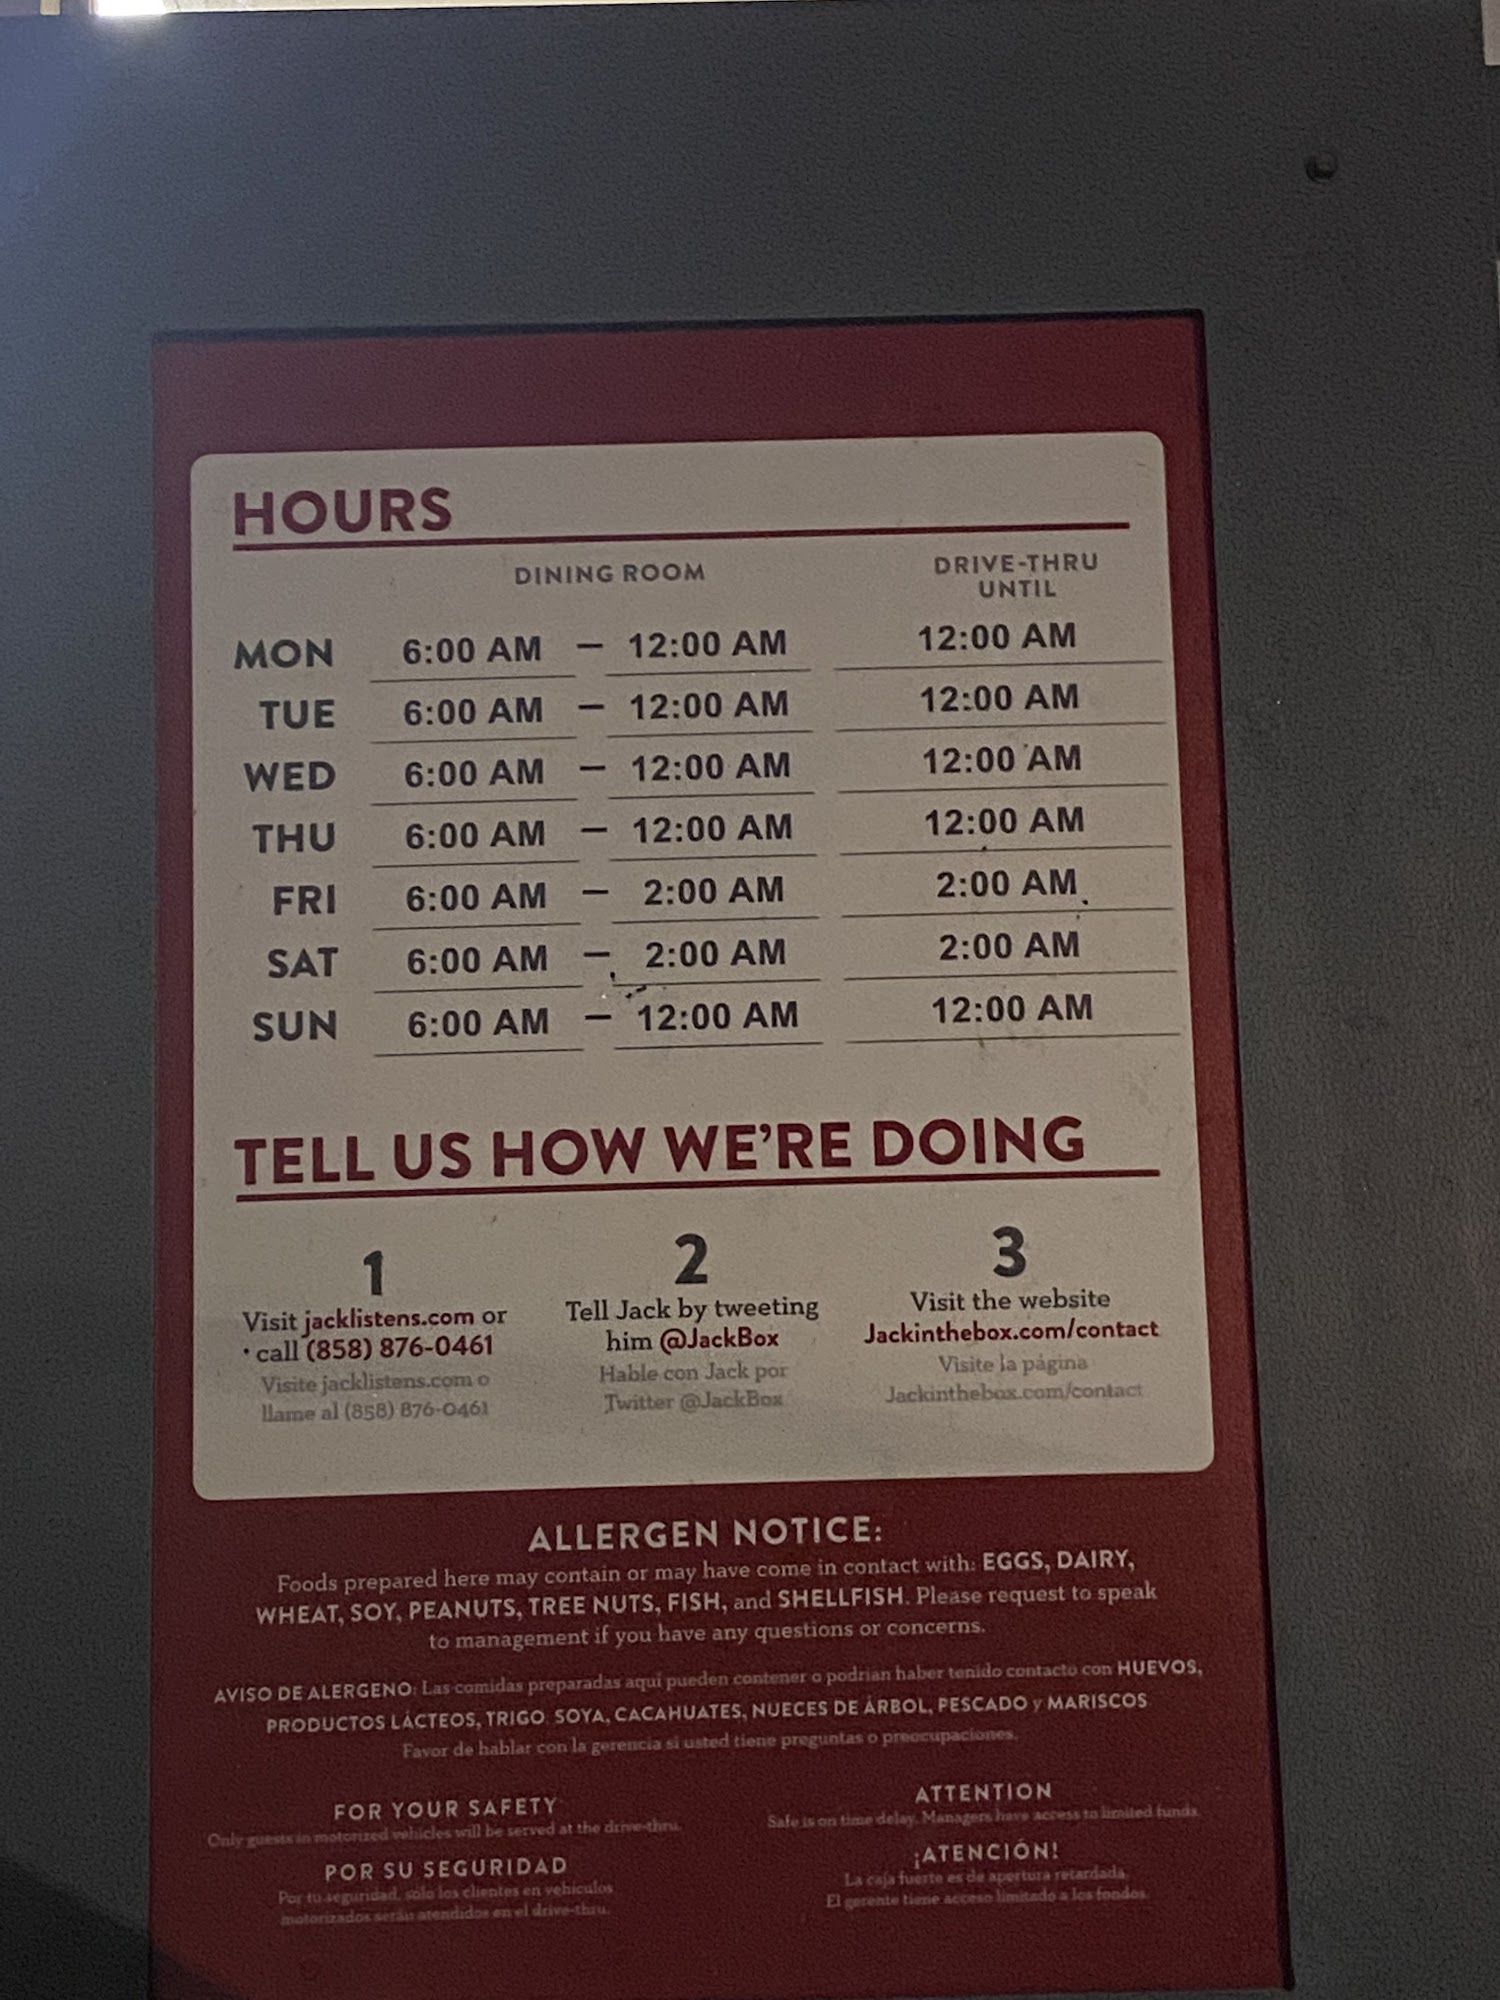 HOURS
DINING ROOM
DRIVE-THRU
UNTIL
MON 6:00 AM – 12:00 AM 12:00 AM
TUE 6:00 AM – 12:00 AM 12:00 AM
WED 6:00 AM – 12:00 AM 12:00 AM
THU 6:00 AM – 12:00 AM 12:00 AM
FRI 6:00 AM – 2:00 AM 2:00 AM
SAT 6:00 AM – 2:00 AM 2:00 AM
SUN 6:00 AM – 12:00 AM 12:00 AM
TELL US HOW WE'RE DOING
1
Visit jacklistens.com or
call (858) 876-0461
Visite jacklistens.com o
llame al (858) 876-0461
2
Tell Jack by tweeting
him @JackBox
Hable con Jack por
Twitter @JackBox
3
Visit the website
Jackinthebox.com/contact
Visite la página
Jackinthebox.com/contact
ALLERGEN NOTICE:
Foods prepared here may contain or may have come in contact with: EGGS, DAIRY,
WHEAT, SOY, PEANUTS, TREE NUTS, FISH, and SHELLFISH. Please request to speak
to management if you have any questions or concerns.
AVISO DE ALERGENO: Las comidas preparadas aquí pueden contener o podrían haber tenido contacto con HUEVOS,
PRODUCTOS LÁCTEOS, TRIGO, SOYA, CACAHUATES, NUECES DE ÁRBOL, PESCADO y MARISCOS
Favor de hablar con la gerencia si usted tiene preguntas o preocupaciones.
FOR YOUR SAFETY
Only guests in motorized vehicles will be served at the drive-thru.
POR SU SEGURIDAD
Por tu seguridad, solo los clientes en vehículos
motorizados serán atendidos en el drive-thru.
ATTENTION
Safe is on time delay. Managers have access to limited funds.
¡ATENCIÓN!
La caja fuerte es de apertura retardada.
El gerente tiene acceso limitado a los fondos.